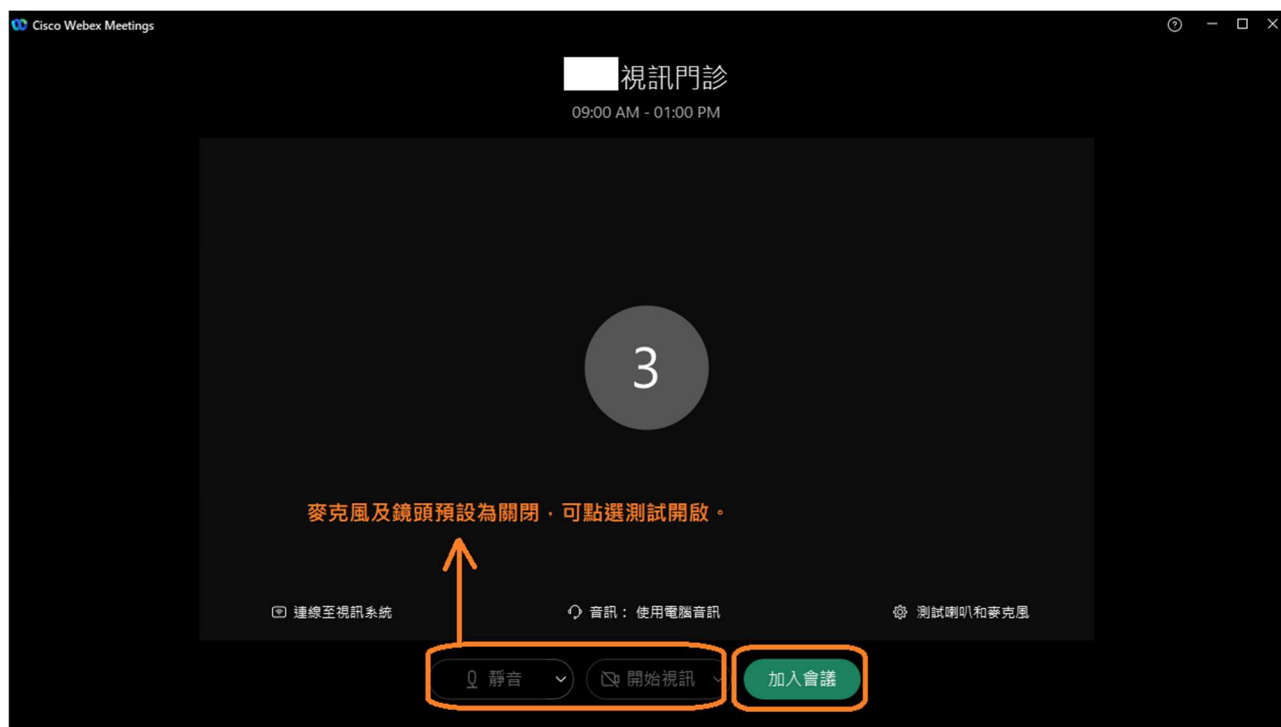 Cisco Webex Meetings
視訊門診
09:00 AM - 01:00 PM
3
麥克風及鏡頭預設為關閉，可點選測試開啟。
連線至視訊系統
音訊： 使用電腦音訊
測試喇叭和麥克風
靜音
開始視訊
加入會議